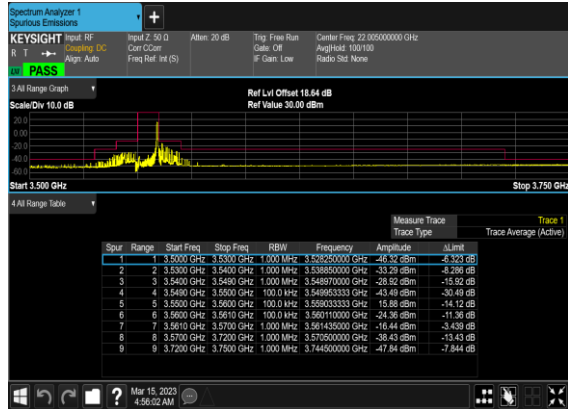 Spectrum Analyzer 1
Spurious Emissions
+
KEYSIGHT Input: RF Input Z: 50 Ω Atten: 20 dB Trig: Free Run Center Freq: 22.005000000 GHz
R T Coupling: DC Corr CCorr Gate: Off Avg|Hold: 100/100
Align: Auto Freq Ref: Int (S) IF Gain: Low Radio Std: None
PASS
3 All Range Graph
Ref Lvl Offset 18.64 dB
Scale/Div 10.0 dB Ref Value 30.00 dBm
20.0
0.00
-20.0
-40.0
Start 3.500 GHz Stop 3.750 GHz
4 All Range Table
Measure Trace Trace 1
Trace Type Trace Average (Active)
Spur Range Start Freq Stop Freq RBW Frequency Amplitude ΔLimit
1 1 3.5000 GHz 3.5300 GHz 1.000 MHz 3.528250000 GHz -46.32 dBm -6.323 dB
2 2 3.5300 GHz 3.5400 GHz 1.000 MHz 3.538850000 GHz -33.29 dBm -8.286 dB
3 3 3.5400 GHz 3.5490 GHz 1.000 MHz 3.548970000 GHz -28.92 dBm -15.92 dB
4 4 3.5490 GHz 3.5500 GHz 100.0 kHz 3.549953333 GHz -43.49 dBm -30.49 dB
5 5 3.5500 GHz 3.5600 GHz 100.0 kHz 3.559033333 GHz 15.88 dBm -14.12 dB
6 6 3.5600 GHz 3.5610 GHz 100.0 kHz 3.560110000 GHz -24.36 dBm -11.36 dB
7 7 3.5610 GHz 3.5700 GHz 1.000 MHz 3.561435000 GHz -16.44 dBm -3.439 dB
8 8 3.5700 GHz 3.7200 GHz 1.000 MHz 3.570500000 GHz -38.43 dBm -13.43 dB
9 9 3.7200 GHz 3.7500 GHz 1.000 MHz 3.744500000 GHz -47.84 dBm -7.844 dB
? Mar 15, 2023
4:56:02 AM